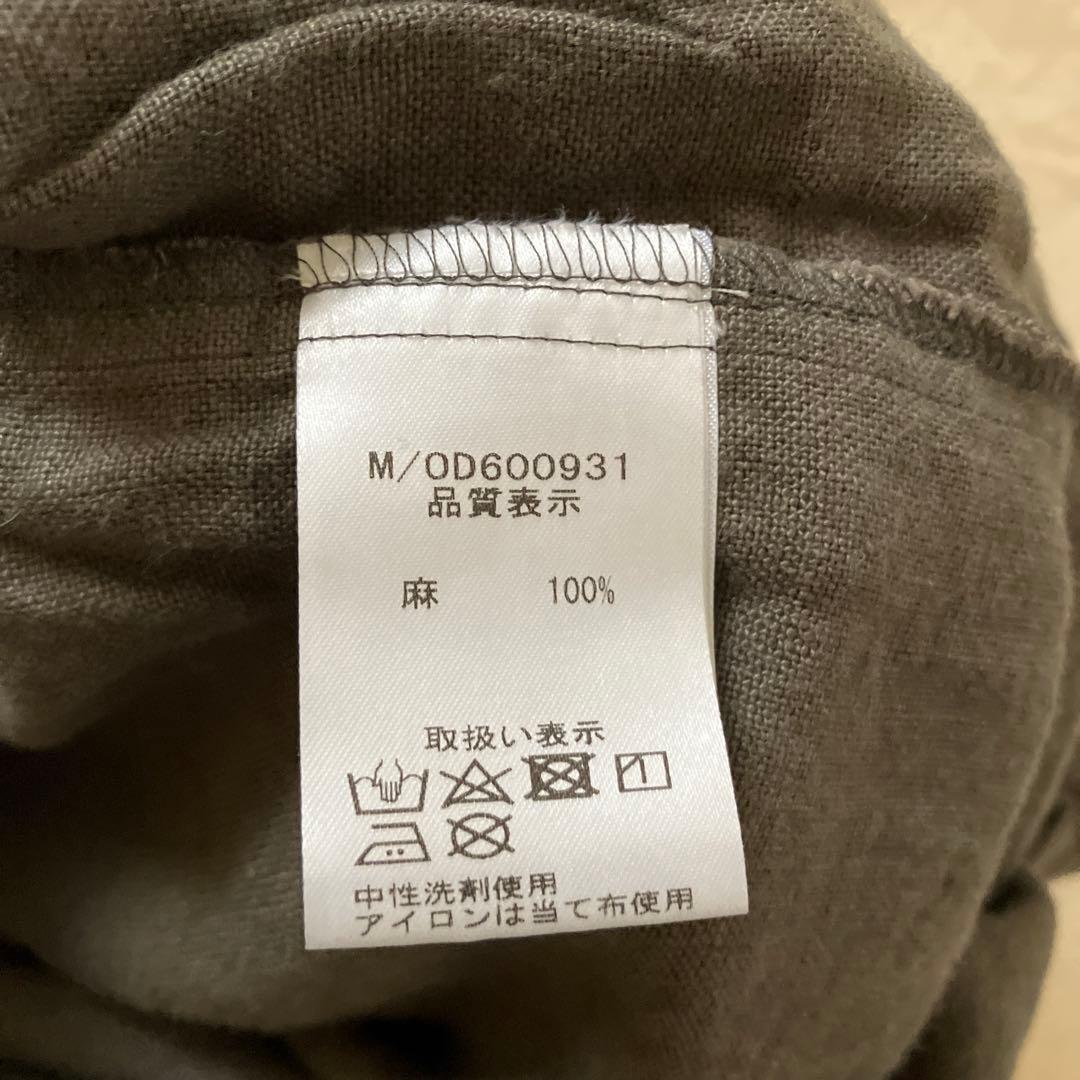 M/OD600931
品質表示
麻 100%
取扱い表示
中性洗剤使用
アイロンは当て布使用